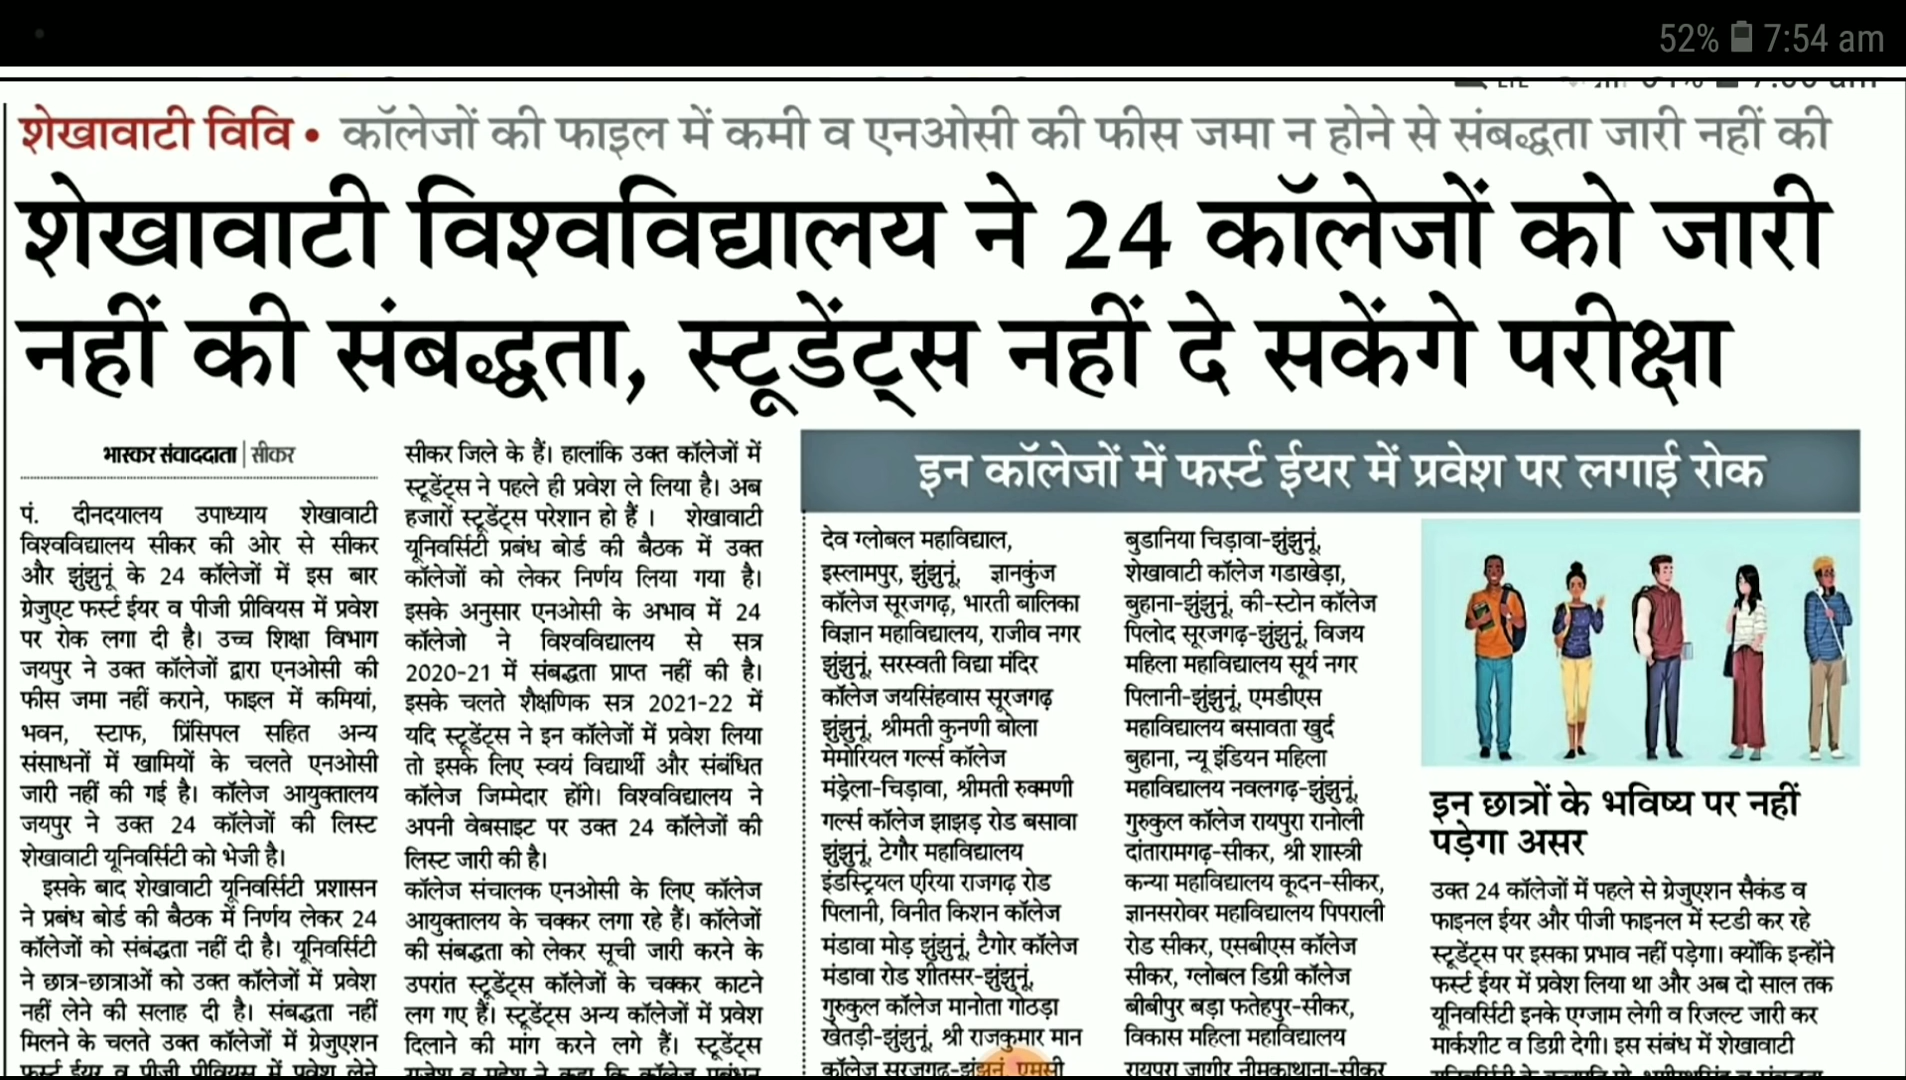 52% 7:54 am
शेखावाटी विवि • कॉलेजों की फाइल में कमी व एनओसी की फीस जमा न होने से संबद्धता जारी नहीं की
शेखावाटी विश्वविद्यालय ने 24 कॉलेजों को जारी
नहीं की संबद्धता, स्टूडेंट्स नहीं दे सकेंगे परीक्षा
भास्कर संवाददाता | सीकर
पं. दीनदयालय उपाध्याय शेखावाटी
विश्वविद्यालय सीकर की ओर से सीकर
और झुंझुनूं के 24 कॉलेजों में इस बार
ग्रेजुएट फर्स्ट ईयर व पीजी प्रीवियस में प्रवेश
पर रोक लगा दी है। उच्च शिक्षा विभाग
जयपुर ने उक्त कॉलेजों द्वारा एनओसी की
फीस जमा नहीं कराने, फाइल में कमियां,
भवन, स्टाफ, प्रिंसिपल सहित अन्य
संसाधनों में खामियों के चलते एनओसी
जारी नहीं की गई है। कॉलेज आयुक्तालय
जयपुर ने उक्त 24 कॉलेजों की लिस्ट
शेखावाटी यूनिवर्सिटी को भेजी है।
इसके बाद शेखावाटी यूनिवर्सिटी प्रशासन
ने प्रबंध बोर्ड की बैठक में निर्णय लेकर 24
कॉलेजों को संबंद्धता नहीं दी है। यूनिवर्सिटी
ने छात्र-छात्राओं को उक्त कॉलेजों में प्रवेश
नहीं लेने की सलाह दी है। संबद्धता नहीं
मिलने के चलते उक्त कॉलेजों में ग्रेजुएशन
फर्स्ट ईयर व पीजी प्रीवियस में प्रवेश लेने
सीकर जिले के हैं। हालांकि उक्त कॉलेजों में
स्टूडेंट्स ने पहले ही प्रवेश ले लिया है। अब
हजारों स्टूडेंट्स परेशान हो हैं । शेखावाटी
यूनिवर्सिटी प्रबंध बोर्ड की बैठक में उक्त
कॉलेजों को लेकर निर्णय लिया गया है।
इसके अनुसार एनओसी के अभाव में 24
कॉलेजो ने विश्वविद्यालय से सत्र
2020-21 में संबद्धता प्राप्त नहीं की है।
इसके चलते शैक्षणिक सत्र 2021-22 में
यदि स्टूडेंट्स ने इन कॉलेजों में प्रवेश लिया
तो इसके लिए स्वयं विद्यार्थी और संबंधित
कॉलेज जिम्मेदार होंगे। विश्वविद्यालय ने
अपनी वेबसाइट पर उक्त 24 कॉलेजों की
लिस्ट जारी की है।
कॉलेज संचालक एनओसी के लिए कॉलेज
आयुक्तालय के चक्कर लगा रहे हैं। कॉलेजों
की संबद्धता को लेकर सूची जारी करने के
उपरांत स्टूडेंट्स कॉलेजों के चक्कर काटने
लग गए हैं। स्टूडेंट्स अन्य कॉलेजों में प्रवेश
दिलाने की मांग करने लगे हैं। स्टूडेंट्स
इन कॉलेजों में फर्स्ट ईयर में प्रवेश पर लगाई रोक
देव ग्लोबल महाविद्याल,
इस्लामपुर, झुंझुनूं, ज्ञानकुंज
कॉलेज सूरजगढ़, भारती बालिका
विज्ञान महाविद्यालय, राजीव नगर
झुंझुनूं, सरस्वती विद्या मंदिर
कॉलेज जयसिंहवास सूरजगढ़
झुंझुनूं, श्रीमती कुनणी बोला
मेमोरियल गर्ल्स कॉलेज
मंड्रेला-चिड़ावा, श्रीमती रुक्मणी
गर्ल्स कॉलेज झाझड़ रोड बसावा
झुंझुनूं, टेगौर महाविद्यालय
इंडस्ट्रियल एरिया राजगढ़ रोड
पिलानी, विनीत किशन कॉलेज
मंडावा मोड़ झुंझुनूं, टैगोर कॉलेज
मंडावा रोड शीतसर-झुंझुनूं,
गुरुकुल कॉलेज मानोता गोठड़ा
खेतड़ी-झुंझुनूं, श्री राजकुमार मान
कॉलेज सूरजगढ़-झुंझुनूं, एमसी
बुडानिया चिड़ावा-झुंझुनूं,
शेखावाटी कॉलेज गडाखेड़ा,
बुहाना-झुंझुनूं, की-स्टोन कॉलेज
पिलोद सूरजगढ़-झुंझुनूं, विजय
महिला महाविद्यालय सूर्य नगर
पिलानी-झुंझुनूं, एमडीएस
महाविद्यालय बसावता खुर्द
बुहाना, न्यू इंडियन महिला
महाविद्यालय नवलगढ़-झुंझुनूं,
गुरुकुल कॉलेज रायपुरा रानोली
दांतारामगढ़-सीकर, श्री शास्त्री
कन्या महाविद्यालय कूदन-सीकर,
ज्ञानसरोवर महाविद्यालय पिपराली
रोड सीकर, एसबीएस कॉलेज
सीकर, ग्लोबल डिग्री कॉलेज
बीबीपुर बड़ा फतेहपुर-सीकर,
विकास महिला महाविद्यालय
रायपुरा जागीर नीमकाथाना-सीकर
इन छात्रों के भविष्य पर नहीं
पड़ेगा असर
उक्त 24 कॉलेजों में पहले से ग्रेजुएशन सैकंड व
फाइनल ईयर और पीजी फाइनल में स्टडी कर रहे
स्टूडेंट्स पर इसका प्रभाव नहीं पड़ेगा। क्योंकि इन्होंने
फर्स्ट ईयर में प्रवेश लिया था और अब दो साल तक
यूनिवर्सिटी इनके एग्जाम लेगी व रिजल्ट जारी कर
मार्कशीट व डिग्री देगी। इस संबंध में शेखावाटी